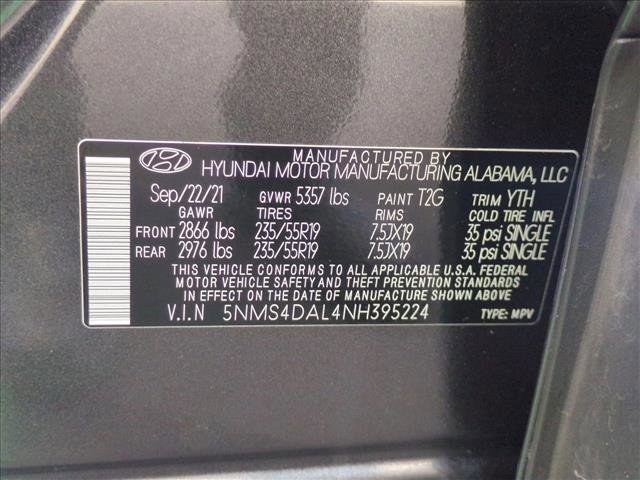 MANUFACTURED BY
HYUNDAI MOTOR MANUFACTURING ALABAMA, LLC
Sep/22/21 GVWR 5357 lbs PAINT T2G TRIM YTH
GAWR TIRES RIMS COLD TIRE INFL
FRONT 2866 lbs 235/55R19 7.5JX19 35 psi SINGLE
REAR 2976 lbs 235/55R19 7.5JX19 35 psi SINGLE
THIS VEHICLE CONFORMS TO ALL APPLICABLE U.S.A. FEDERAL
MOTOR VEHICLE SAFETY AND THEFT PREVENTION STANDARDS
IN EFFECT ON THE DATE OF MANUFACTURE SHOWN ABOVE.
V.I.N 5NMS4DAL4NH395224 TYPE: MPV